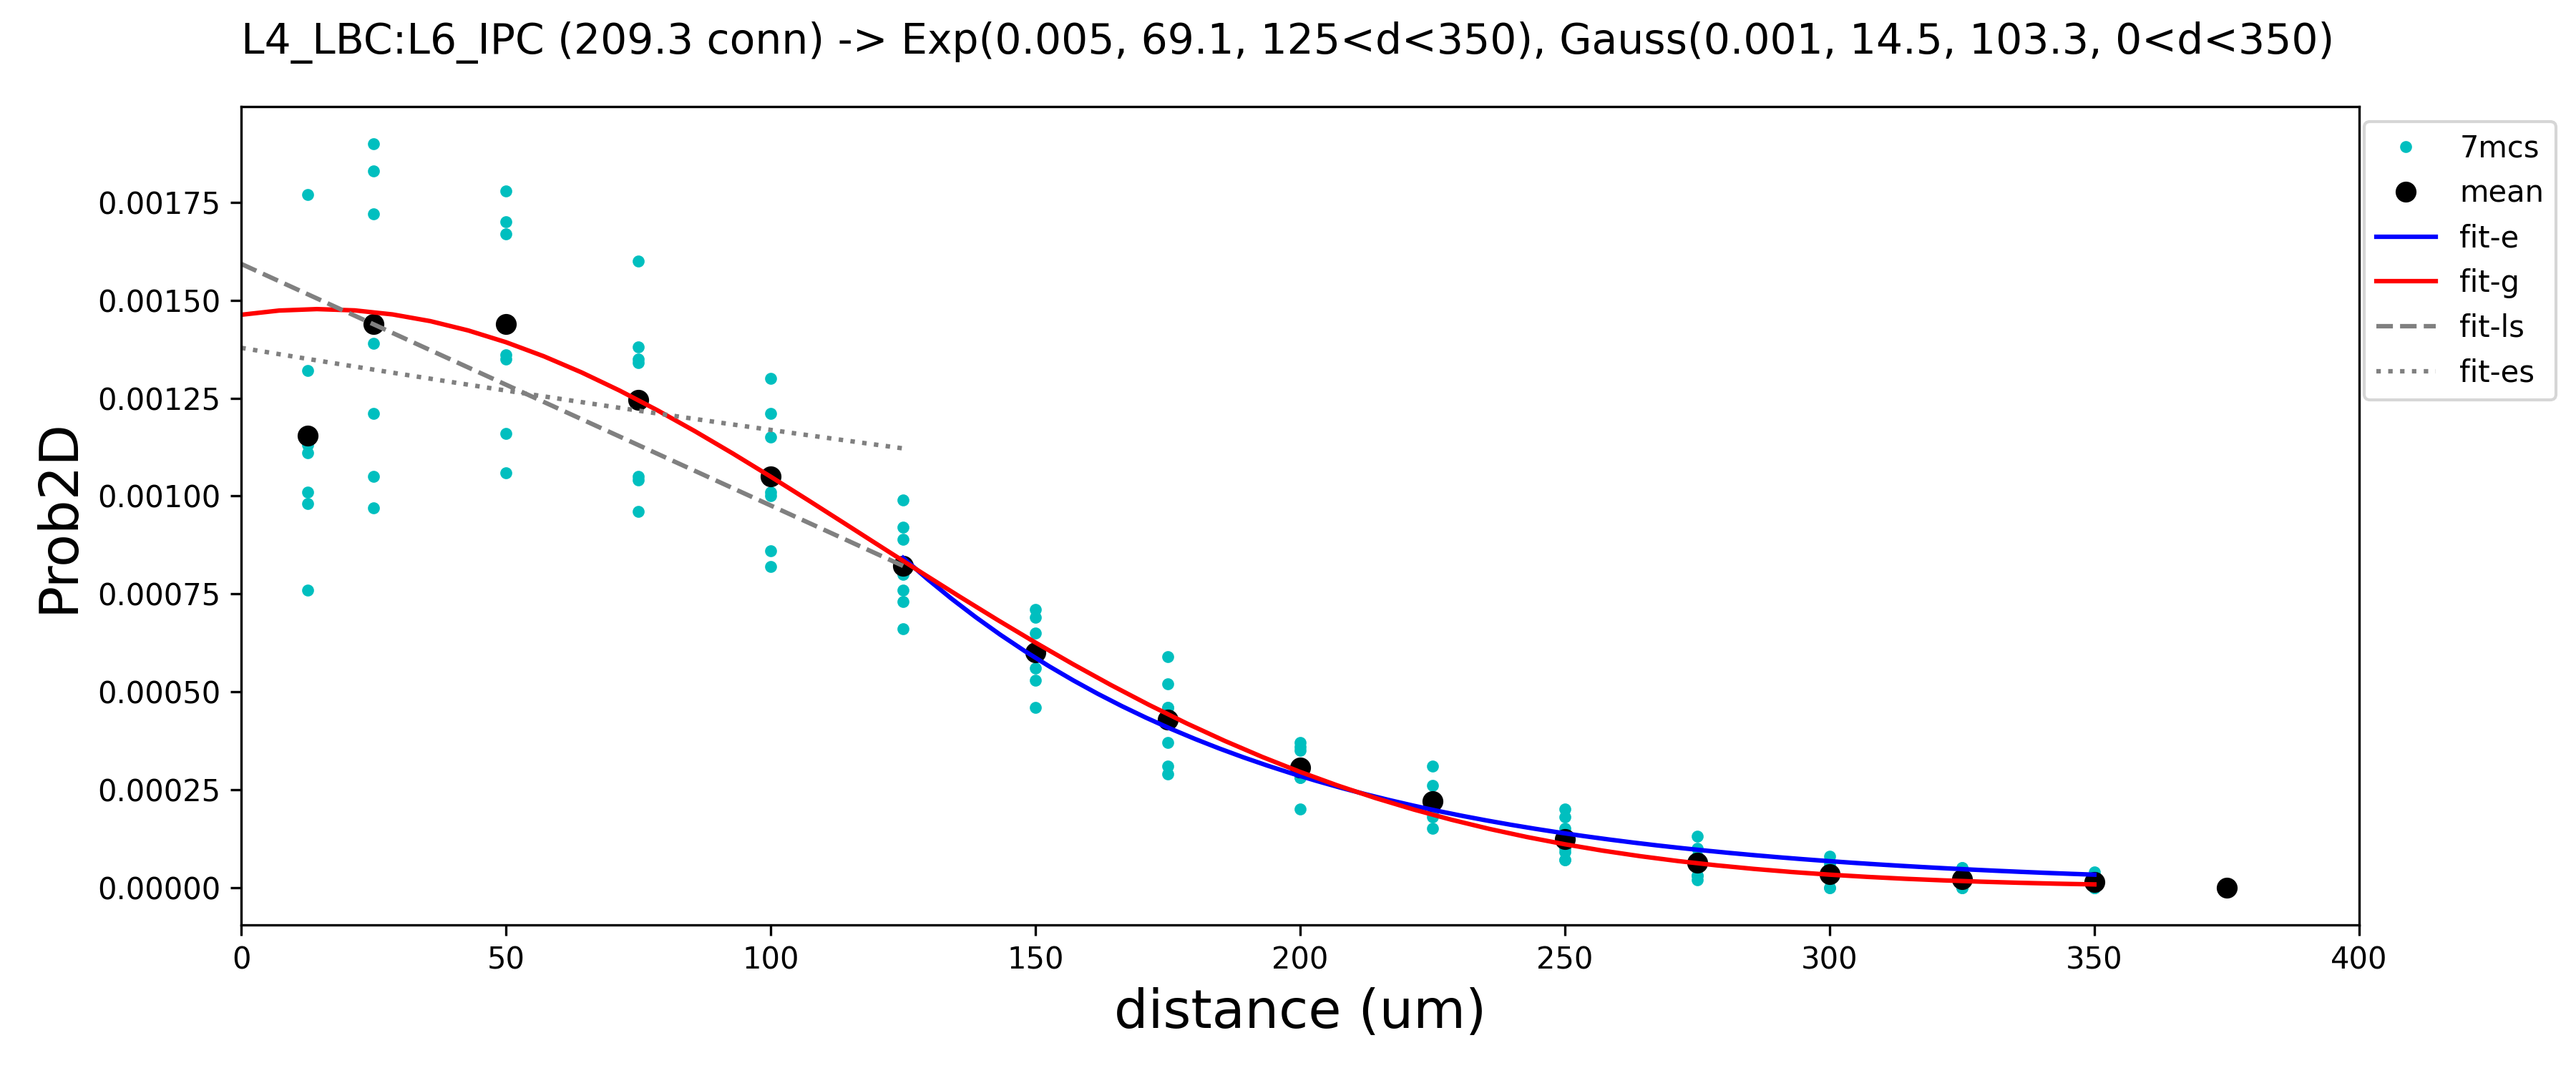 L4_LBC:L6_IPC (209.3 conn) -> Exp(0.005, 69.1, 125<d<350), Gauss(0.001, 14.5, 103.3, 0<d<350)
7mcs
mean
fit-e
fit-g
fit-ls
fit-es
Prob2D
0.00175
0.00150
0.00125
0.00100
0.00075
0.00050
0.00025
0.00000
0 50 100 150 200 250 300 350 400
distance (um)